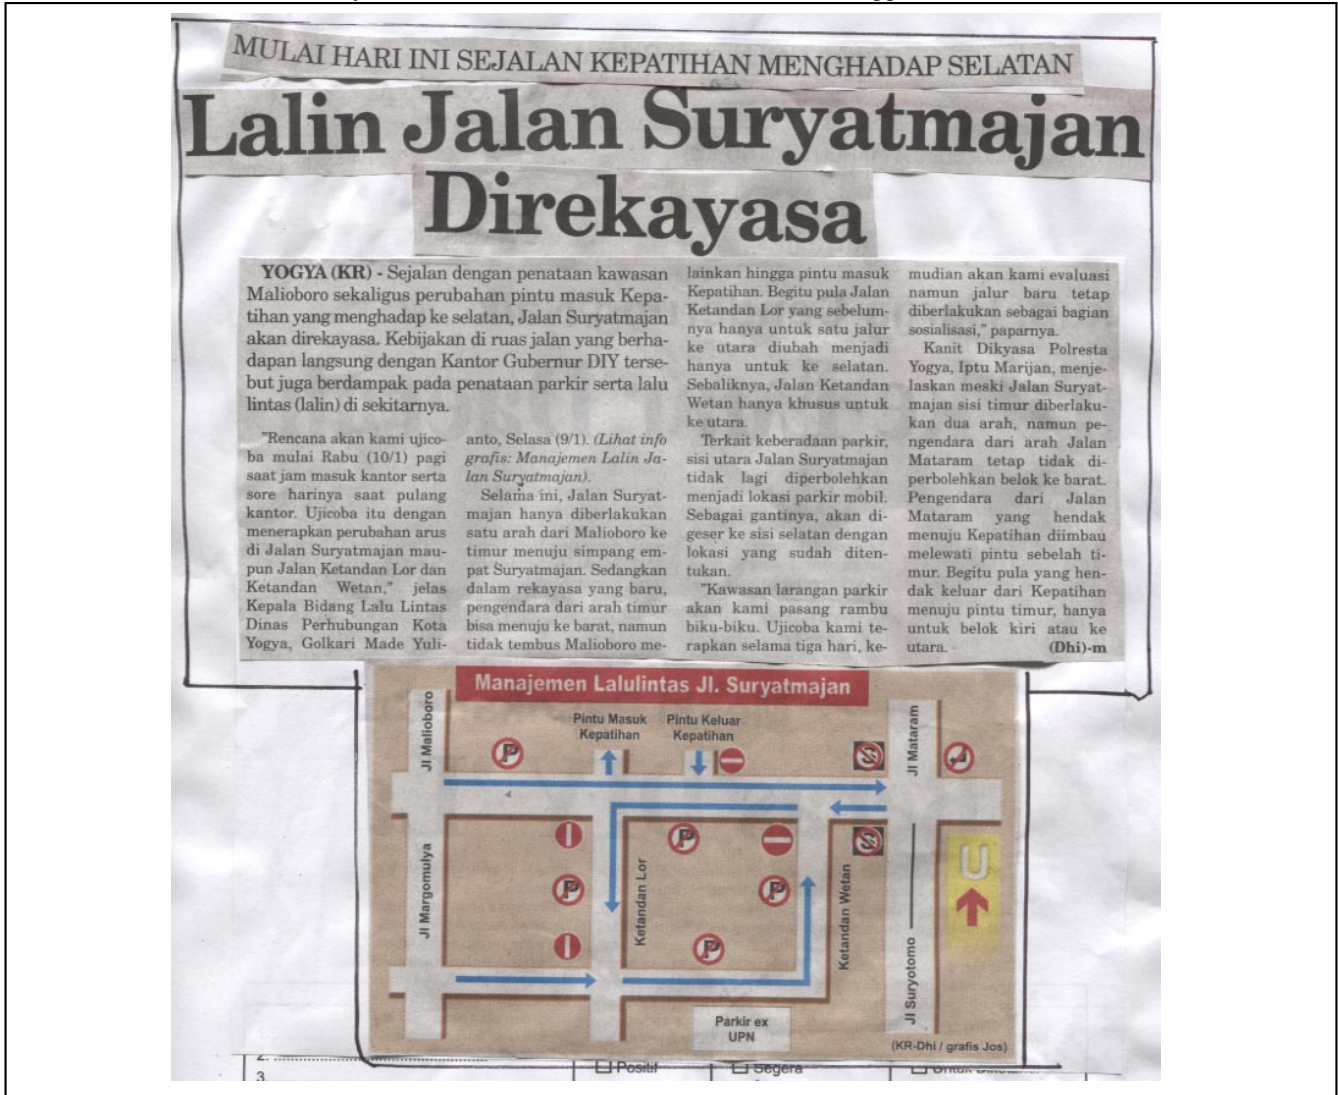 MULAI HARI INI SEJALAN KEPATIHAN MENGHADAP SELATAN
Lalin Jalan Suryatmajan
Direkayasa
YOGYA (KR) - Sejalan dengan penataan kawasan
Malioboro sekaligus perubahan pintu masuk Kepa-
tihan yang menghadap ke selatan, Jalan Suryatmajan
akan direkayasa. Kebijakan di ruas jalan yang berha-
dapan langsung dengan Kantor Gubernur DIY terse-
but juga berdampak pada penataan parkir serta lalu
lintas (lalin) di sekitarnya.
"Rencana akan kami ujico-
ba mulai Rabu (10/1) pagi
saat jam masuk kantor serta
sore harinya saat pulang
kantor. Ujicoba itu dengan
menerapkan perubahan arus
di Jalan Suryatmajan mau-
pun Jalan Ketandan Lor dan
Ketandan Wetan," jelas
Kepala Bidang Lalu Lintas
Dinas Perhubungan Kota
Yogya, Golkari Made Yuli-
anto, Selasa (9/1). (Lihat info
grafis: Manajemen Lalin Ja-
lan Suryatmajan).
Selama ini, Jalan Suryat-
majan hanya diberlakukan
satu arah dari Malioboro ke
timur menuju simpang em-
pat Suryatmajan. Sedangkan
dalam rekayasa yang baru,
pengendara dari arah timur
bisa menuju ke barat, namun
tidak tembus Malioboro me-
lainkan hingga pintu masuk
Kepatihan. Begitu pula Jalan
Ketandan Lor yang sebelum-
nya hanya untuk satu jalur
ke utara diubah menjadi
hanya untuk ke selatan.
Sebaliknya, Jalan Ketandan
Wetan hanya khusus untuk
ke utara.
Terkait keberadaan parkir,
sisi utara Jalan Suryatmajan
tidak lagi diperbolehkan
menjadi lokasi parkir mobil.
Sebagai gantinya, akan di-
geser ke sisi selatan dengan
lokasi yang sudah diten-
tukan.
"Kawasan larangan parkir
akan kami pasang rambu
biku-biku. Ujicoba kami te-
rapkan selama tiga hari, ke-
mudian akan kami evaluasi
namun jalur baru tetap
diberlakukan sebagai bagian
sosialisasi," paparnya.
Kanit Dikyasa Polresta
Yogya, Iptu Marijan, menje-
laskan meski Jalan Suryat-
majan sisi timur diberlaku-
kan dua arah, namun pe-
ngendara dari arah Jalan
Mataram tetap tidak di-
perbolehkan belok ke barat.
Pengendara dari Jalan
Mataram yang hendak
menuju Kepatihan diimbau
melewati pintu sebelah ti-
mur. Begitu pula yang hen-
dak keluar dari Kepatihan
menuju pintu timur, hanya
untuk belok kiri atau ke
utara. (Dhi)-m
Manajemen Lalulintas Jl. Suryatmajan
Jl Malioboro
Pintu Masuk
Kepatihan
Pintu Keluar
Kepatihan
Jl Mataram
P
S
Jl Margomulya
Ketandan Lor
Ketandan Wetan
P
P
P
P
S
U
Jl Suryotomo
Parkir ex
UPN
(KR-Dhi / grafis Jos)
2.
3.
Positif
Segera